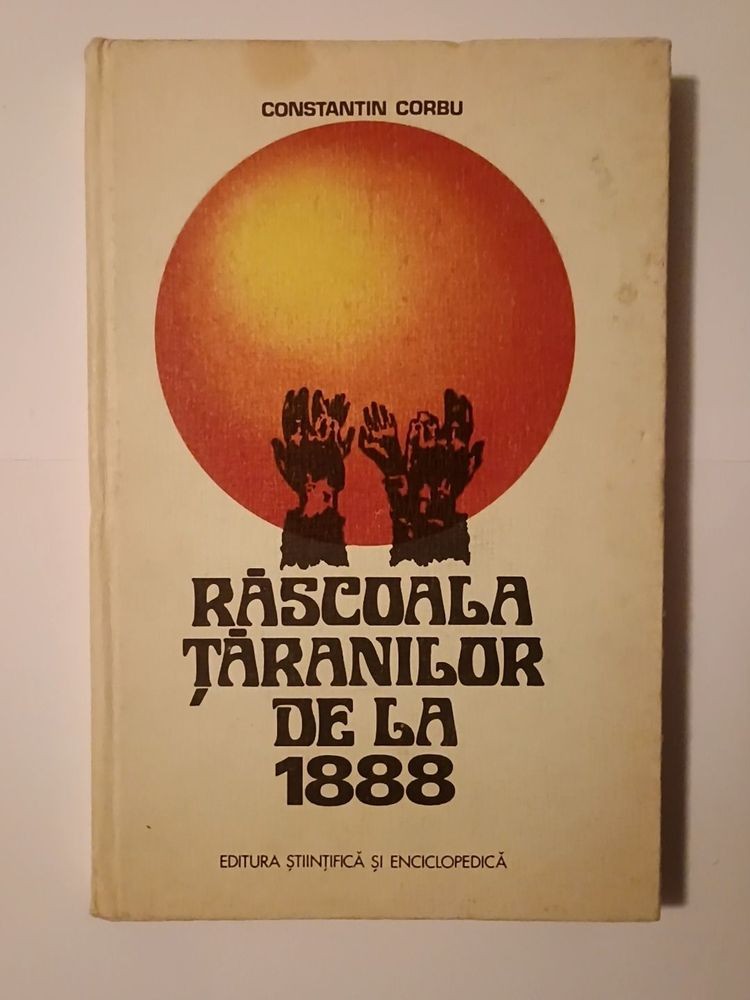 CONSTANTIN CORBU
RĂSCOALA
ȚĂRANILOR
DE LA
1888
EDITURA ȘTIINȚIFICĂ ȘI ENCICLOPEDICĂ